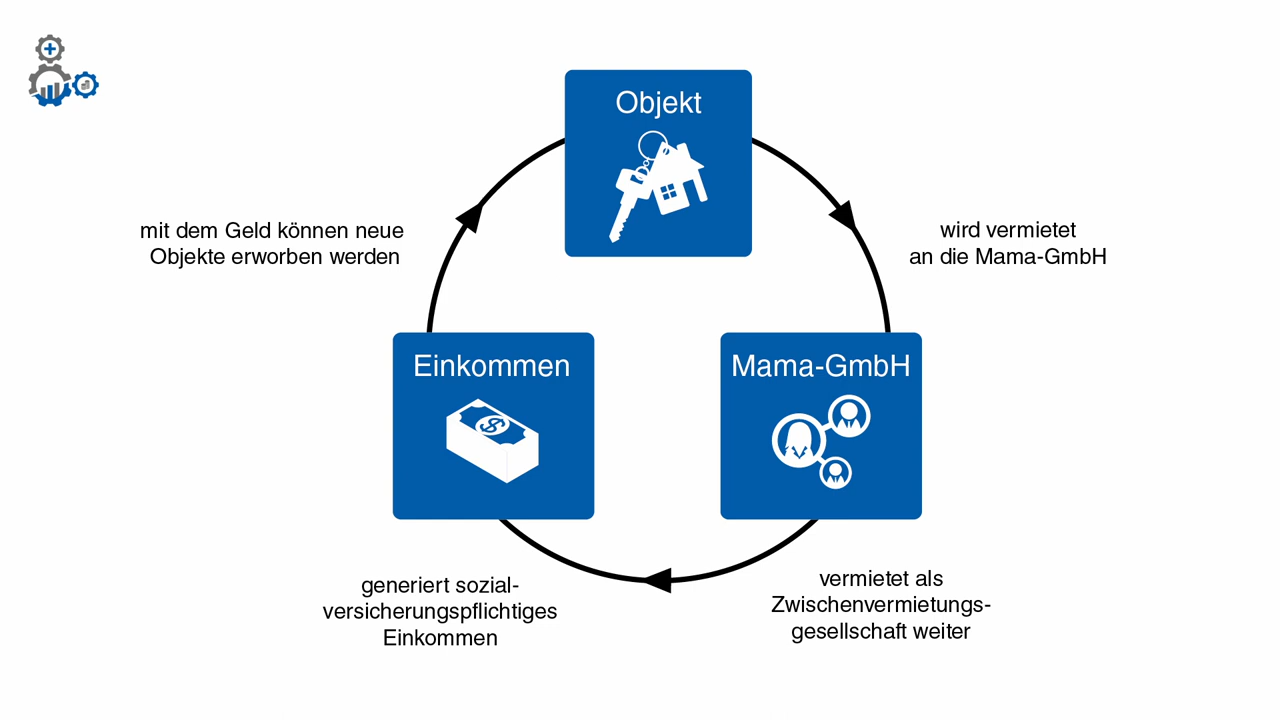 Objekt
wird vermietet
an die Mama-GmbH
Mama-GmbH
vermietet als
Zwischenvermietungs-
gesellschaft weiter
generiert sozial-
versicherungspflichtiges
Einkommen
Einkommen
mit dem Geld können neue
Objekte erworben werden